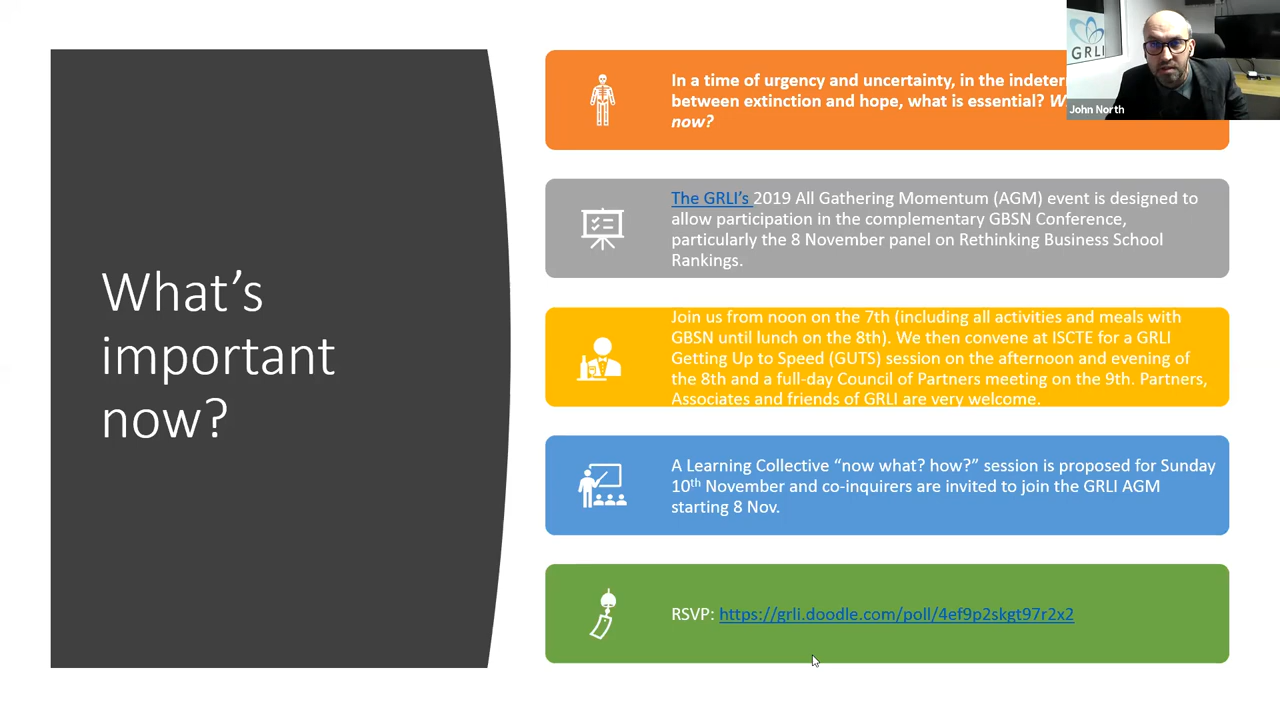 What's
important
now?
In a time of urgency and uncertainty, in the
between extinction and hope, what is essential?
now?
The GRLI's 2019 All Gathering Momentum (AGM) event is designed to
allow participation in the complementary GBSN Conference,
particularly the 8 November panel on Rethinking Business School
Rankings.
Join us from noon on the 7th (including all activities and meals with
GBSN until lunch on the 8th). We then convene at ISCTE for a GRLI
Getting Up to Speed (GUTS) session on the afternoon and evening of
the 8th and a full-day Council of Partners meeting on the 9th. Partners,
Associates and friends of GRLI are very welcome.
A Learning Collective “now what? how?” session is proposed for Sunday
10th November and co-inquirers are invited to join the GRLI AGM
starting 8 Nov.
RSVP: https://grli.doodle.com/poll/4ef9p2skgt97r2x2
GRLI
John North